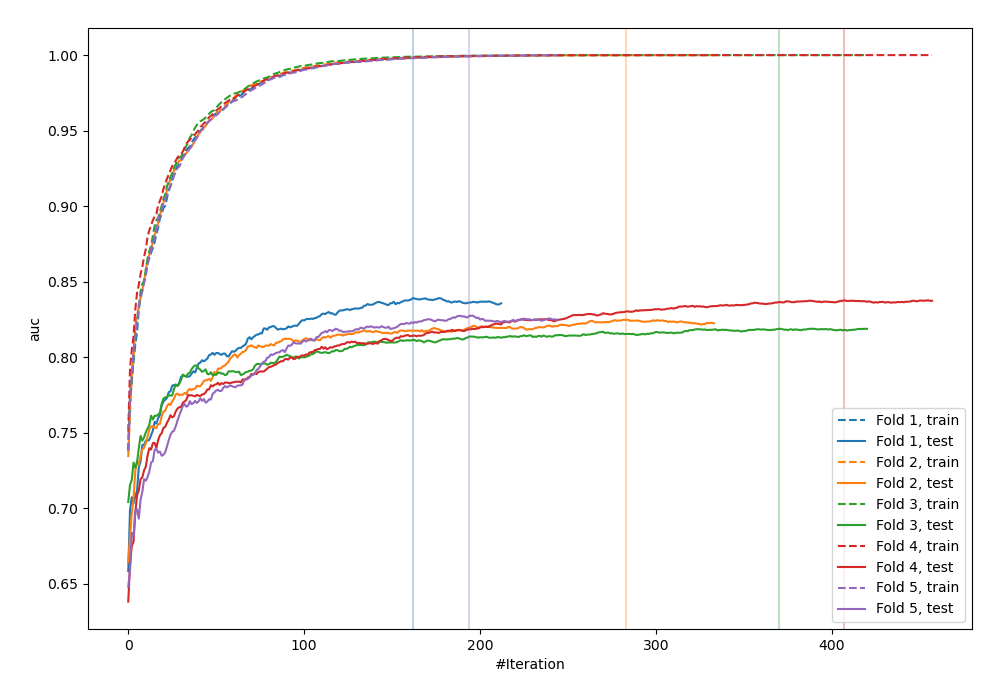 1.00
0.95
0.90
0.85
0.80
0.75
0.70
0.65
auc
0
100
200
300
400
#Iteration
Fold 1, train
Fold 1, test
Fold 2, train
Fold 2, test
Fold 3, train
Fold 3, test
Fold 4, train
Fold 4, test
Fold 5, train
Fold 5, test